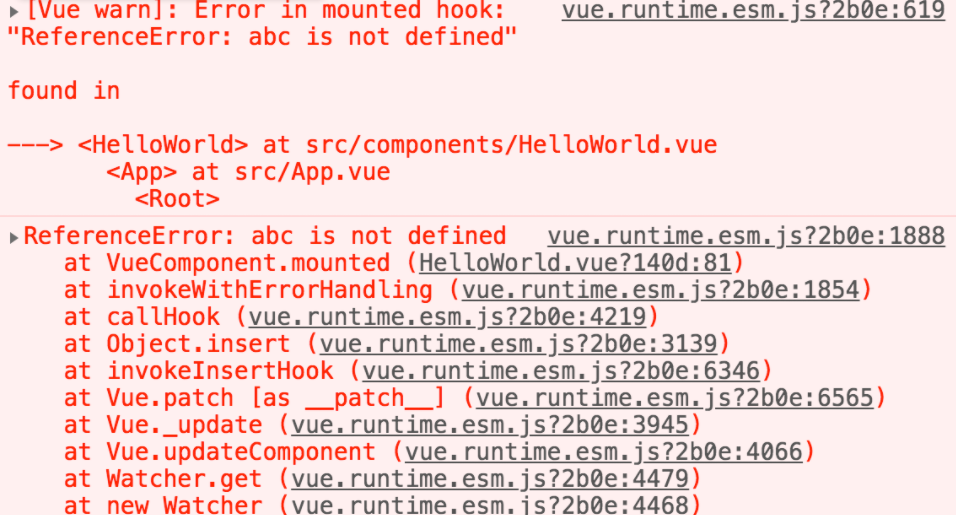 ▸[Vue warn]: Error in mounted hook: vue.runtime.esm.js?2b0e:619
"ReferenceError: abc is not defined"
found in
---> <HelloWorld> at src/components/HelloWorld.vue
<App> at src/App.vue
<Root>
▸ReferenceError: abc is not defined vue.runtime.esm.js?2b0e:1888
at VueComponent.mounted (HelloWorld.vue?140d:81)
at invokeWithErrorHandling (vue.runtime.esm.js?2b0e:1854)
at callHook (vue.runtime.esm.js?2b0e:4219)
at Object.insert (vue.runtime.esm.js?2b0e:3139)
at invokeInsertHook (vue.runtime.esm.js?2b0e:6346)
at Vue.patch [as __patch__] (vue.runtime.esm.js?2b0e:6565)
at Vue._update (vue.runtime.esm.js?2b0e:3945)
at Vue.updateComponent (vue.runtime.esm.js?2b0e:4066)
at Watcher.get (vue.runtime.esm.js?2b0e:4479)
at new Watcher (vue.runtime.esm.js?2b0e:4468)